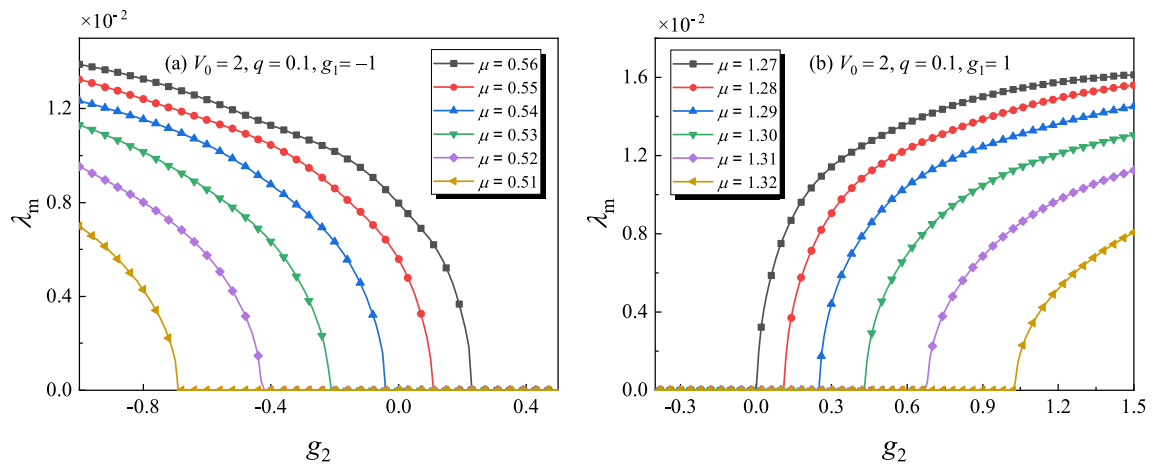 ×10⁻²
(a) V₀ = 2, q = 0.1, g₁= −1
μ = 0.56
μ = 0.55
μ = 0.54
μ = 0.53
μ = 0.52
μ = 0.51
1.2
0.8
0.4
0.0
λₘ
-0.8
-0.4
0.0
0.4
g₂
×10⁻²
(b) V₀ = 2, q = 0.1, g₁= 1
μ = 1.27
μ = 1.28
μ = 1.29
μ = 1.30
μ = 1.31
μ = 1.32
1.6
1.2
0.8
0.4
0.0
λₘ
-0.3
0.0
0.3
0.6
0.9
1.2
1.5
g₂